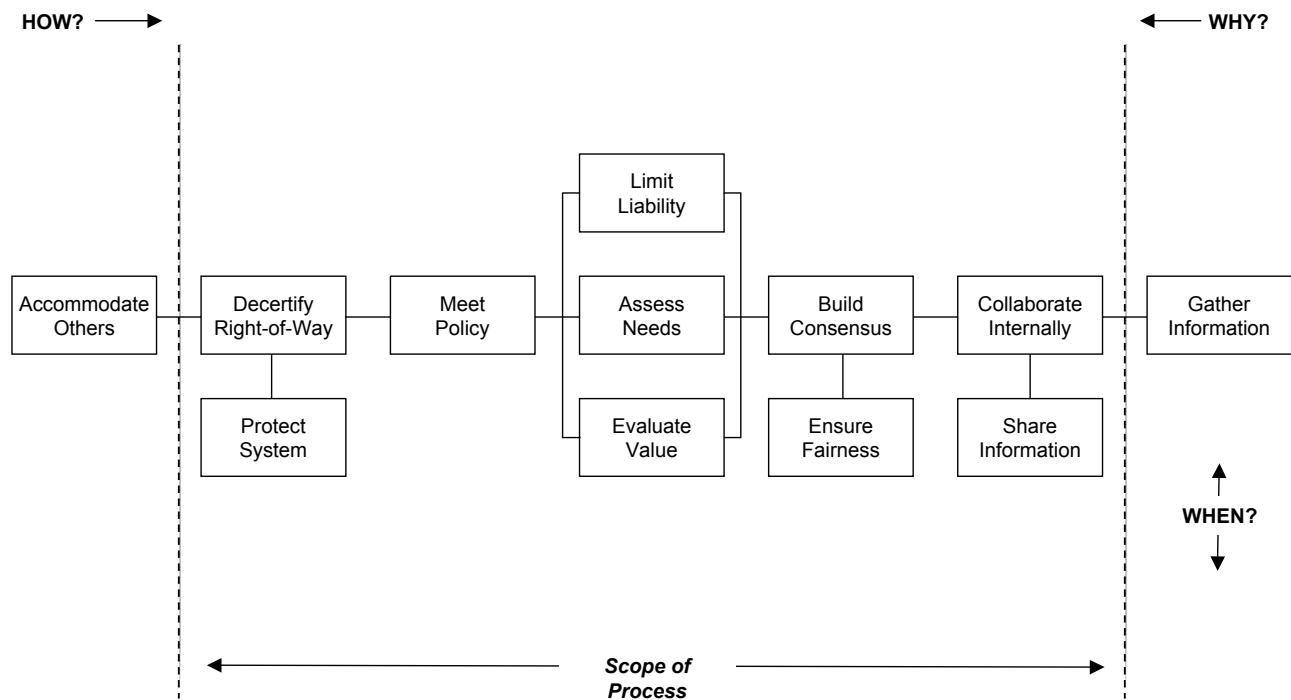 HOW?
WHY?
Limit
Liability
Accommodate
Others
Decertify
Right-of-Way
Meet
Policy
Assess
Needs
Build
Consensus
Collaborate
Internally
Gather
Information
Protect
System
Evaluate
Value
Ensure
Fairness
Share
Information
WHEN?
Scope of
Process